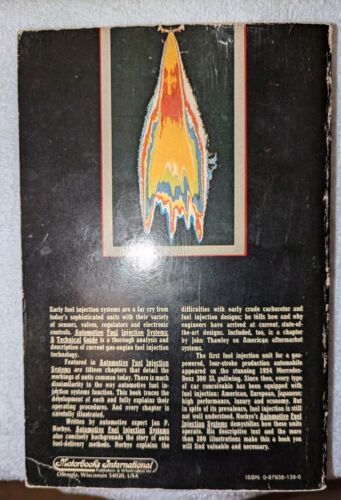 Early fuel injection systems are a far cry from
today's sophisticated units with their variety
of sensors, valves, regulators and electronic
controls. Automotive Fuel Injection Systems:
A Technical Guide is a thorough analysis and
description of current gas-engine fuel injection
technology.
Featured in Automotive Fuel Injection
Systems are fifteen chapters that detail the
workings of units common today. There is much
dissimilarity in the way automotive fuel in-
jection systems function. This book traces the
development of each and fully explains their
operating procedures. And every chapter is
carefully illustrated.
Written by automotive expert Jan P.
Norbye, Automotive Fuel Injection Systems
also concisely backgrounds the story of auto
fuel-delivery methods. Norbye explains the
difficulties with early crude carburetor and
fuel injection designs; he tells how and why
engineers have arrived at current, state-of-
the-art designs. Included, too, is a chapter
by John Thawley on American aftermarket
systems.
The first fuel injection unit for a gas-
powered, four-stroke production automobile
appeared on the stunning 1954 Mercedes
Benz 300 SL gullwing. Since then, every type
of car conceivable has been equipped with
fuel injection: American, European, Japanese;
high performance, luxury and economy. But
in spite of its prevalence, fuel injection is still
not well understood. Norbye's Automotive Fuel
Injection Systems demystifies how these units
operate. His descriptive text and the more
than 200 illustrations make this a book you
will find valuable and necessary.
Motorbooks International
Publishers & Wholesalers Inc
Osceola, Wisconsin 54020, USA
ISBN: 0-87938-139-6